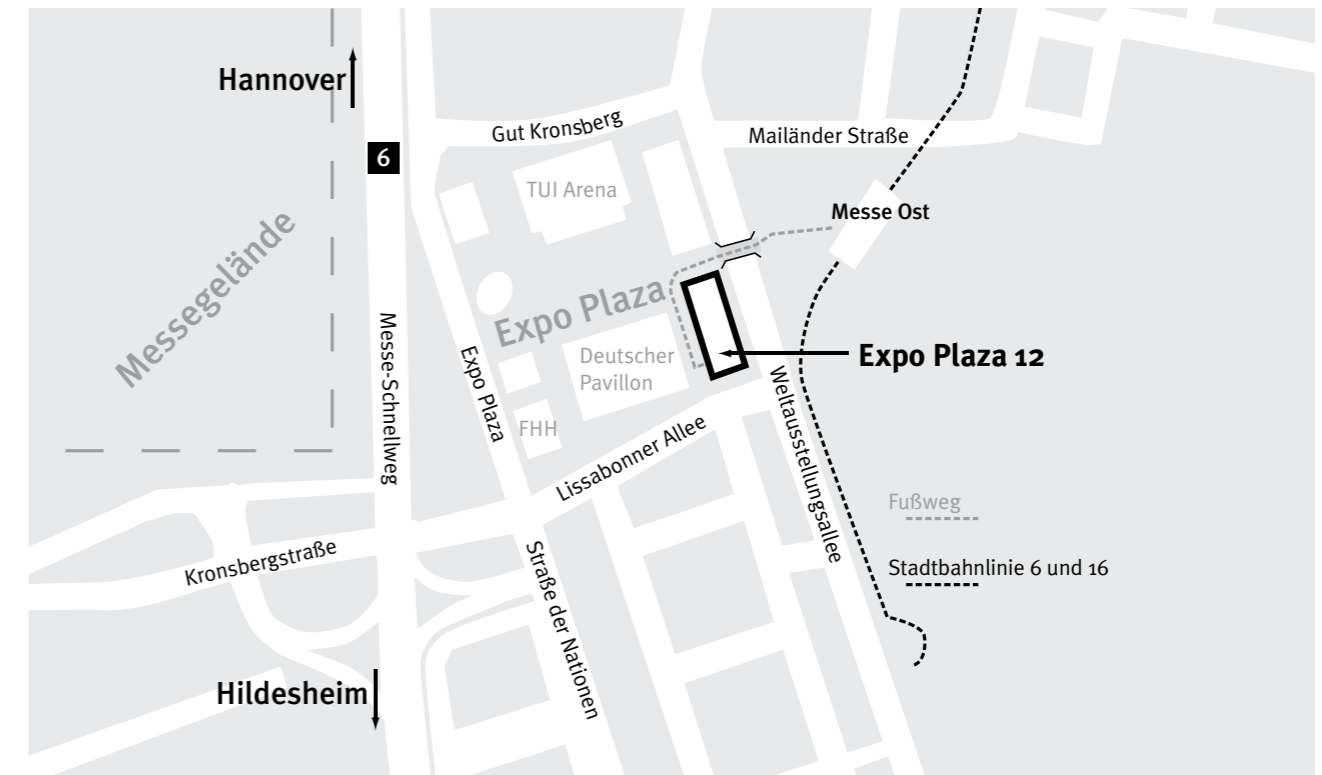 Hannover
6
Gut Kronsberg
Mailänder Straße
TUI Arena
Messe Ost
Messegelände
Expo Plaza
Messe-Schnellweg
Expo Plaza
Deutscher
Pavillon
Expo Plaza 12
FHH
Lissabonner Allee
Weltausstellungsallee
Fußweg
Kronsbergstraße
Straße der Nationen
Stadtbahnlinie 6 und 16
Hildesheim